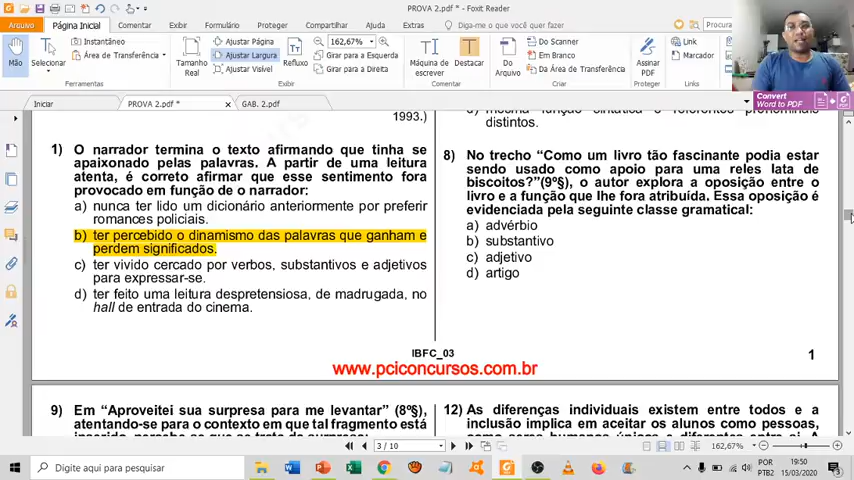 PROVA 2.pdf * - Foxit Reader
Arquivo
Página Inicial
Comentar
Exibir
Formulário
Proteger
Compartilhar
Ajuda
Extras
Diga-me o que você quer fazer
Procura
Mão
Selecionar
Instantâneo
Área de Transferência
Tamanho Real
Ajustar Página
Ajustar Largura
Ajustar Visível
Refluxo
162,67%
Girar para a Esquerda
Girar para a Direita
Exibir
Máquina de escrever
Destacar
Comentar
Do Arquivo
Do Scanner
Em Branco
Da Área de Transferência
Criar
Assinar PDF
Proteger
Link
Marcador
Convert
Word to PDF
Iniciar
PROVA 2.pdf *
GAB. 2.pdf
1993.)
1) O narrador termina o texto afirmando que tinha se
apaixonado pelas palavras. A partir de uma leitura
atenta, é correto afirmar que esse sentimento fora
provocado em função de o narrador:
a) nunca ter lido um dicionário anteriormente por preferir
romances policiais.
b) ter percebido o dinamismo das palavras que ganham e
perdem significados.
c) ter vivido cercado por verbos, substantivos e adjetivos
para expressar-se.
d) ter feito uma leitura despretensiosa, de madrugada, no
hall de entrada do cinema.
distintos.
8) No trecho “Como um livro tão fascinante podia estar
sendo usado como apoio para uma reles lata de
biscoitos?”(9º§), o autor explora a oposição entre o
livro e a função que lhe fora atribuída. Essa oposição é
evidenciada pela seguinte classe gramatical:
a) advérbio
b) substantivo
c) adjetivo
d) artigo
IBFC_03
1
www.pciconcursos.com.br
9) Em “Aproveitei sua surpresa para me levantar” (8º§),
atentando-se para o contexto em que tal fragmento está
12) As diferenças individuais existem entre todos e a
inclusão implica em aceitar os alunos como pessoas,
3 / 10
162,67%
Digite aqui para pesquisar
POR
PTB2
19:50
15/03/2020